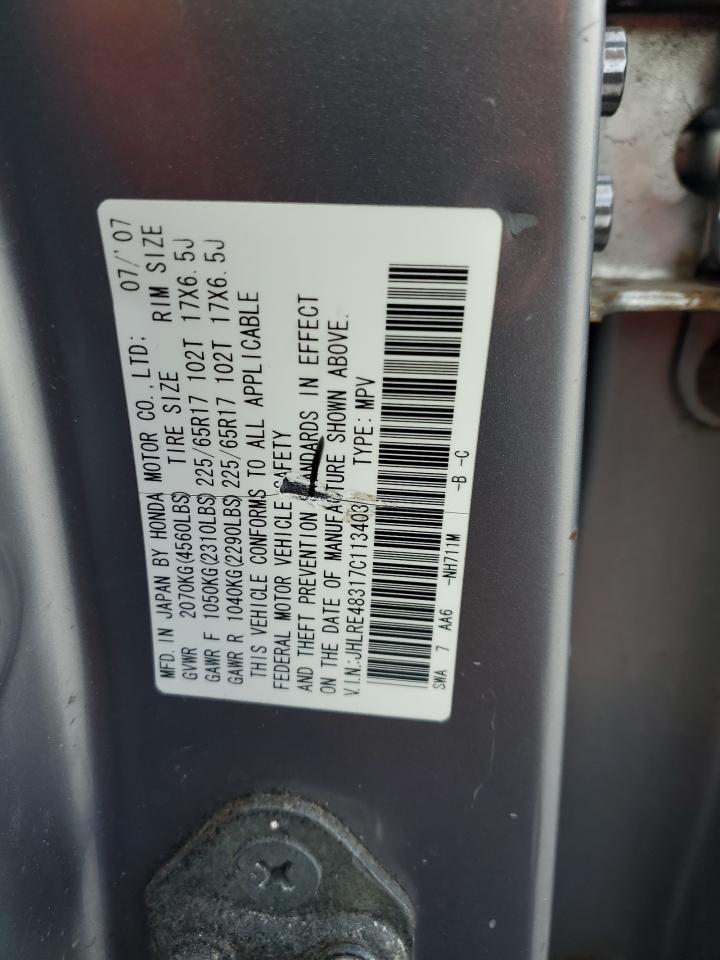 MFD. IN JAPAN BY HONDA MOTOR CO., LTD: 07/'07
GVWR 2070KG(4560LBS) TIRE SIZE RIM SIZE
GAWR F 1050KG(2310LBS) 225/65R17 102T 17X6.5J
GAWR R 1040KG(2290LBS) 225/65R17 102T 17X6.5J
THIS VEHICLE CONFORMS TO ALL APPLICABLE
FEDERAL MOTOR VEHICLE SAFETY
AND THEFT PREVENTION STANDARDS IN EFFECT
ON THE DATE OF MANUFACTURE SHOWN ABOVE.
V.I.N.:JHLRE48317C113403 TYPE: MPV
SWA 7 AA6 -NH711M -B -C